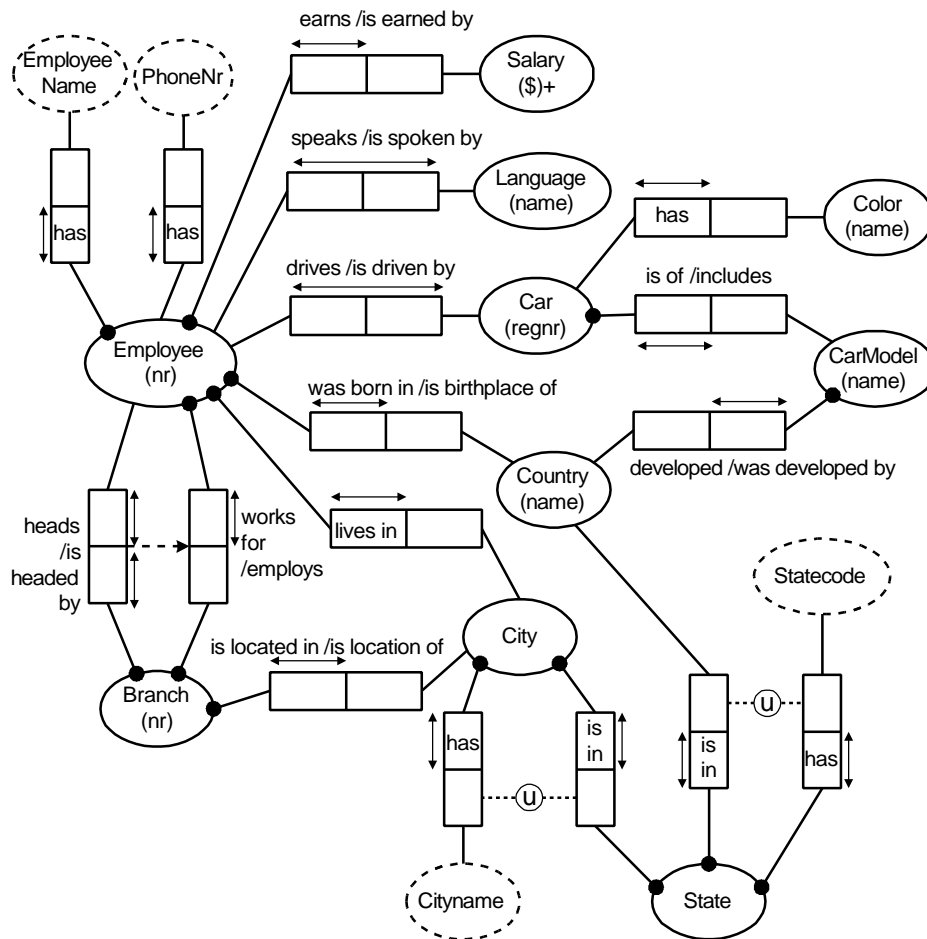 earns /is earned by
Employee
Name
PhoneNr
Salary
($)+
speaks /is spoken by
Language
(name)
has
Color
(name)
has
has
drives /is driven by
Car
(regnr)
is of /includes
Employee
(nr)
CarModel
(name)
was born in /is birthplace of
Country
(name)
developed /was developed by
heads
/is
headed
by
works
for
/employs
lives in
Statecode
City
is located in /is location of
Branch
(nr)
has
is
in
u
is
in
has
u
Cityname
State